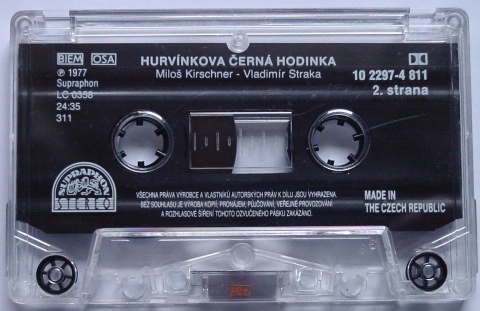 BIEM OSA
HURVÍNKOVA ČERNÁ HODINKA
Miloš Kirschner - Vladimír Straka
℗ 1977
Supraphon
LC 0358
24:35
311
10 2297-4 811
2. strana
SUPRAPHON
STEREO
VŠECHNA PRÁVA VÝROBCE A VLASTNÍKŮ AUTORSKÝCH PRÁV K DÍLU JSOU VYHRAZENA.
BEZ SOUHLASU JE VÝROBA KOPIÍ, PRONÁJEM, PŮJČOVÁNÍ, VEŘEJNÉ PROVOZOVÁNÍ
A ROZHLASOVÉ ŠÍŘENÍ TOHOTO OZVUČENÉHO PÁSKU ZAKÁZÁNO.
MADE IN
THE CZECH REPUBLIC